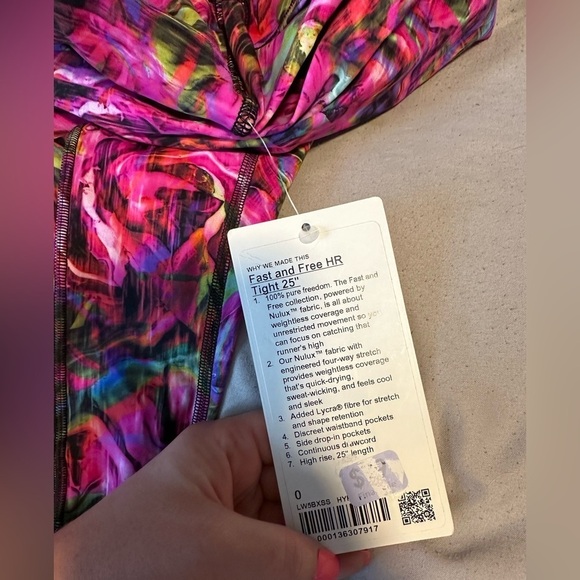 WHY WE MADE THIS
Fast and Free HR
Tight 25"
1. 100% pure freedom. The Fast and
Free collection, powered by
Nulux™ fabric, is all about
weightless coverage and
unrestricted movement so yo
can focus on catching that
runner's high
2. Our Nulux™ fabric with
engineered four-way stretch
provides weightless coverage
that's quick-drying,
sweat-wicking, and feels cool
and sleek
3. Added Lycra® fibre for stretch
and shape retention
4. Discreet waistband pockets
5. Side drop-in pockets
6. Continuous drawcord
7. High rise, 25" length
0
LW5BXSS HY
000136307917